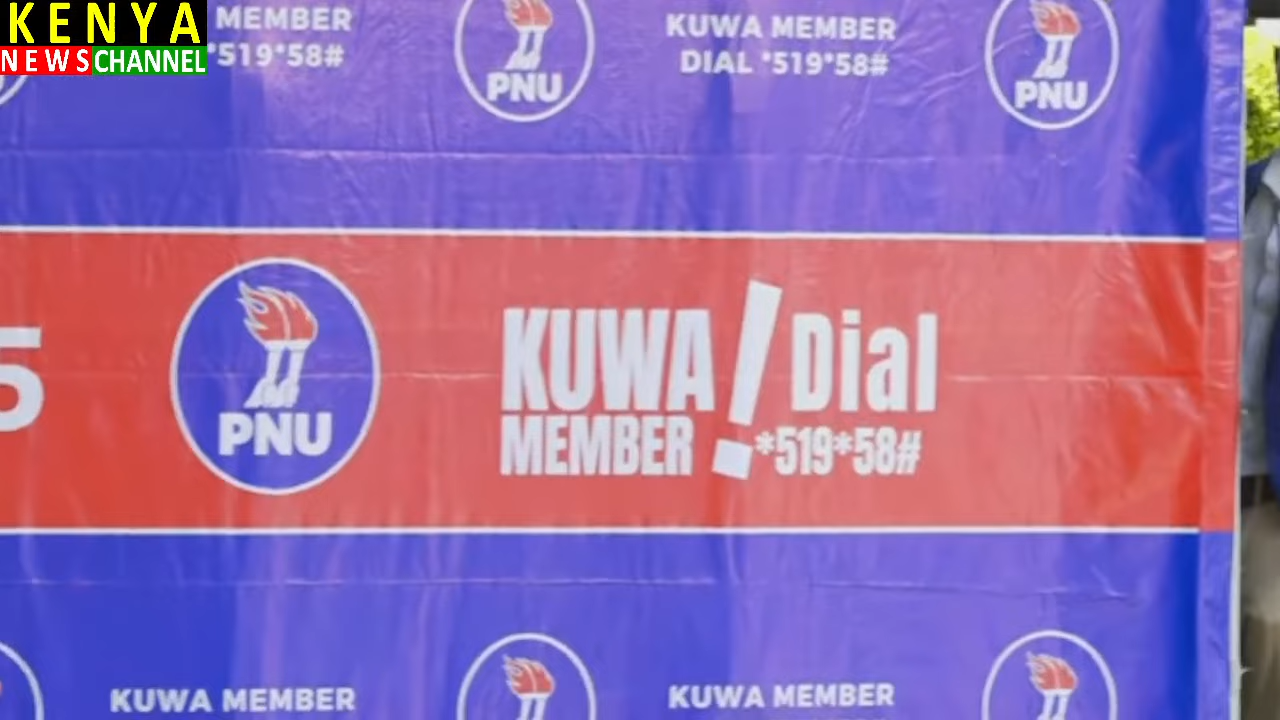 KENYA
NEWS CHANNEL
MEMBER
*519*58#
PNU
KUWA MEMBER
DIAL *519*58#
PNU
5
PNU
KUWA! Dial
MEMBER *519*58#
KUWA MEMBER
KUWA MEMBER